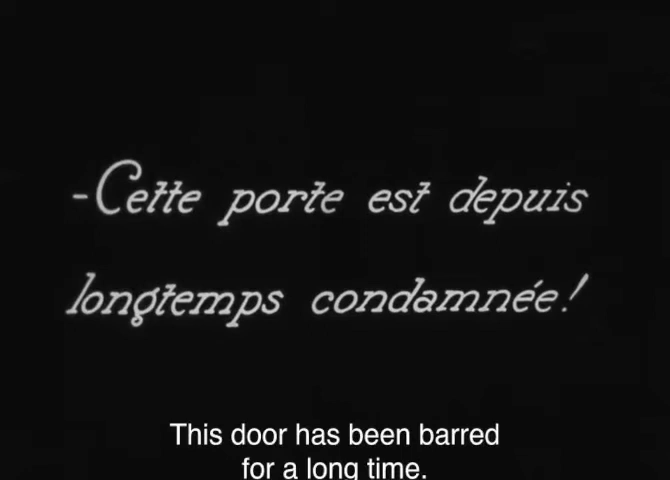 -Cette porte est depuis
longtemps condamnée!
This door has been barred
for a long time.